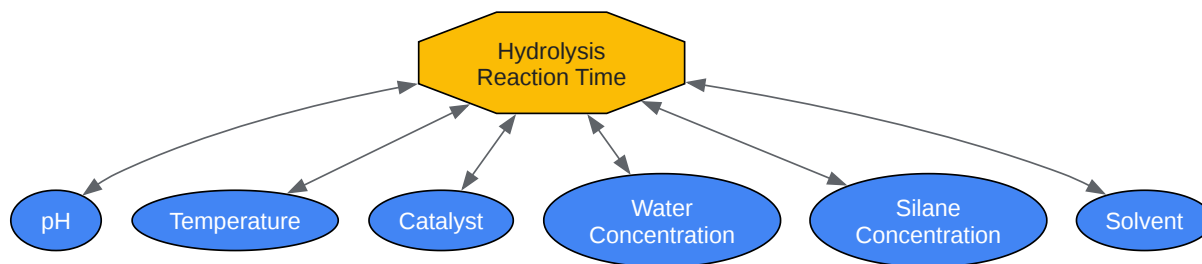 Hydrolysis
Reaction Time
pH
Temperature
Catalyst
Water
Concentration
Silane
Concentration
Solvent